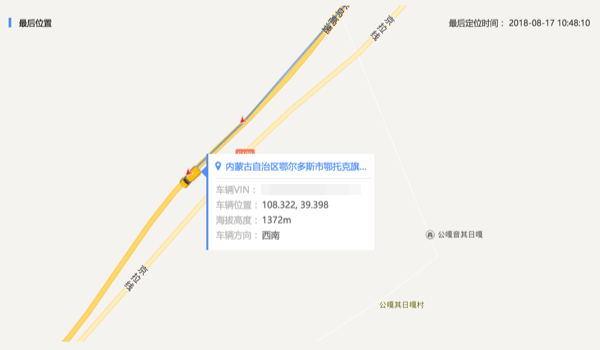 最后位置
最后定位时间： 2018-08-17 10:48:10
京拉线
内蒙古自治区鄂尔多斯市鄂托克旗...
车辆VIN：
车辆位置： 108.322, 39.398
海拔高度： 1372m
车辆方向： 西南
公嘎音其日嘎
京拉线
公嘎其日嘎村